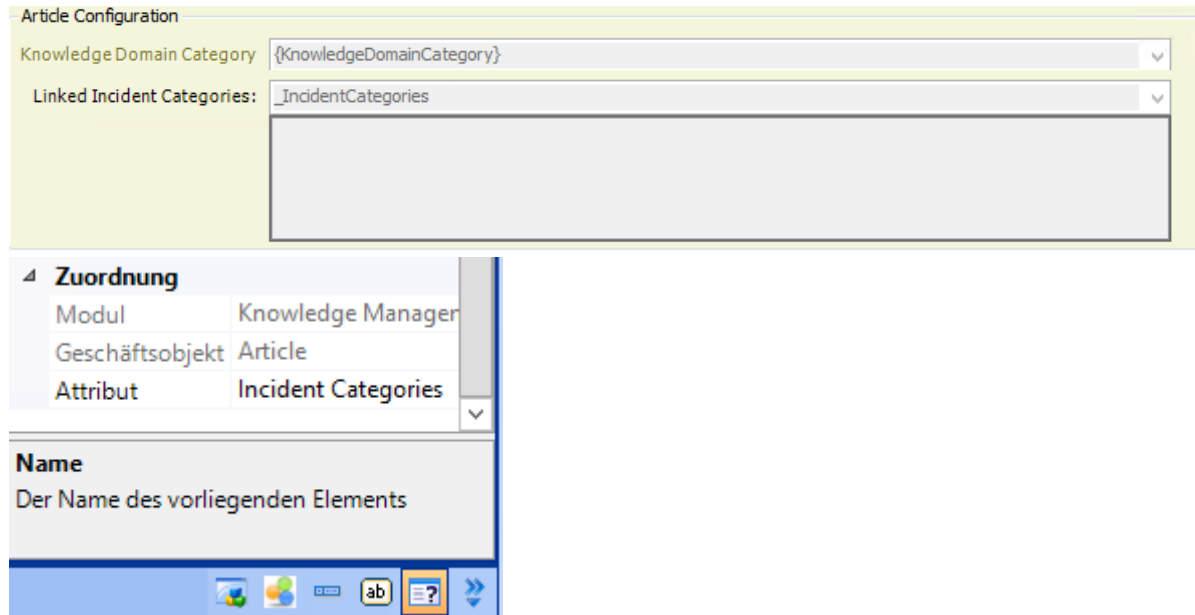 Article Configuration
Knowledge Domain Category {KnowledgeDomainCategory}
Linked Incident Categories: _IncidentCategories
Zuordnung
Modul Knowledge Manager
Geschäftsobjekt Article
Attribut Incident Categories
Name
Der Name des vorliegenden Elements
ab
?